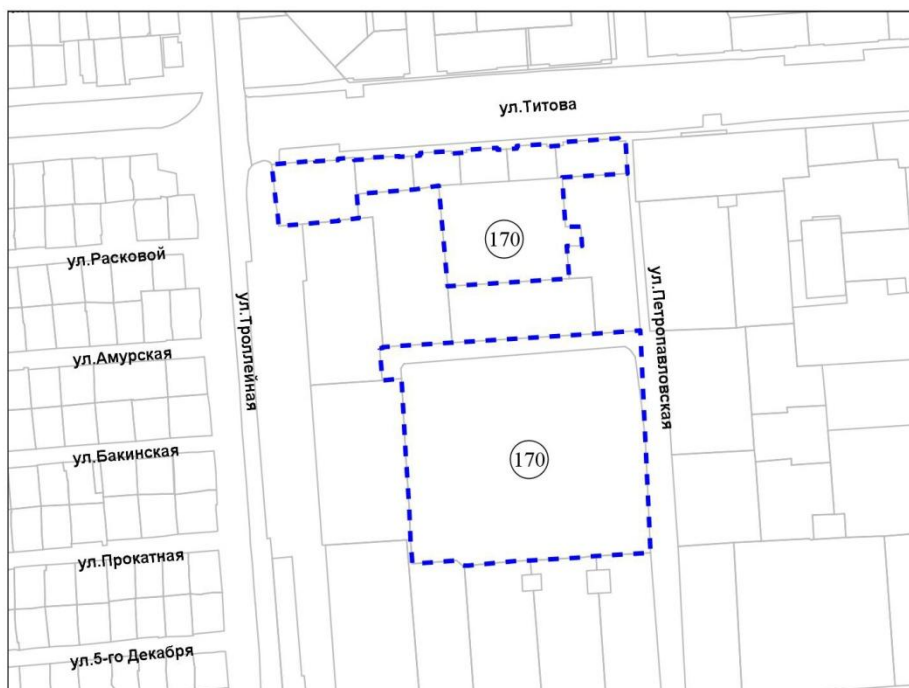 ул.Титова
170
ул.Расковой
ул.Троллейная
ул.Петропавловская
ул.Амурская
ул.Бакинская
170
ул.Прокатная
ул.5-го Декабря